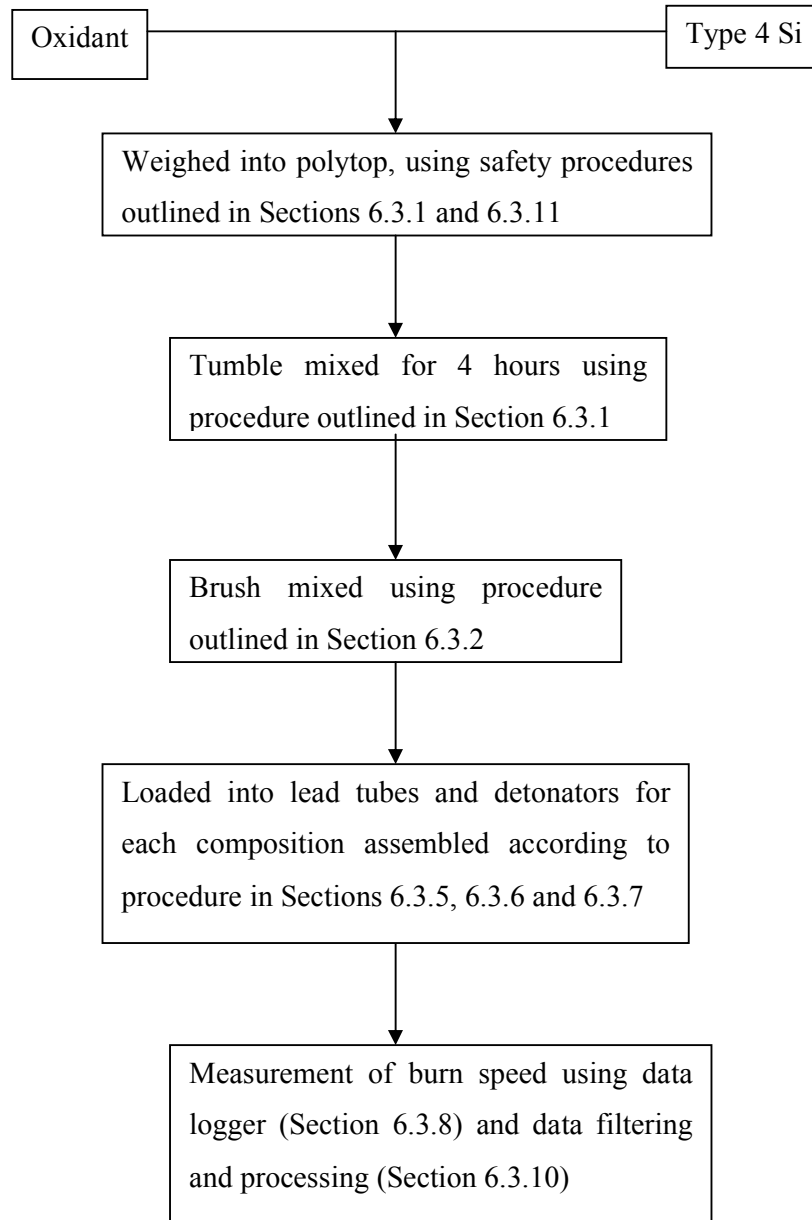 Oxidant
Type 4 Si
Weighed into polytop, using safety procedures
outlined in Sections 6.3.1 and 6.3.11
Tumble mixed for 4 hours using
procedure outlined in Section 6.3.1
Brush mixed using procedure
outlined in Section 6.3.2
Loaded into lead tubes and detonators for
each composition assembled according to
procedure in Sections 6.3.5, 6.3.6 and 6.3.7
Measurement of burn speed using data
logger (Section 6.3.8) and data filtering
and processing (Section 6.3.10)